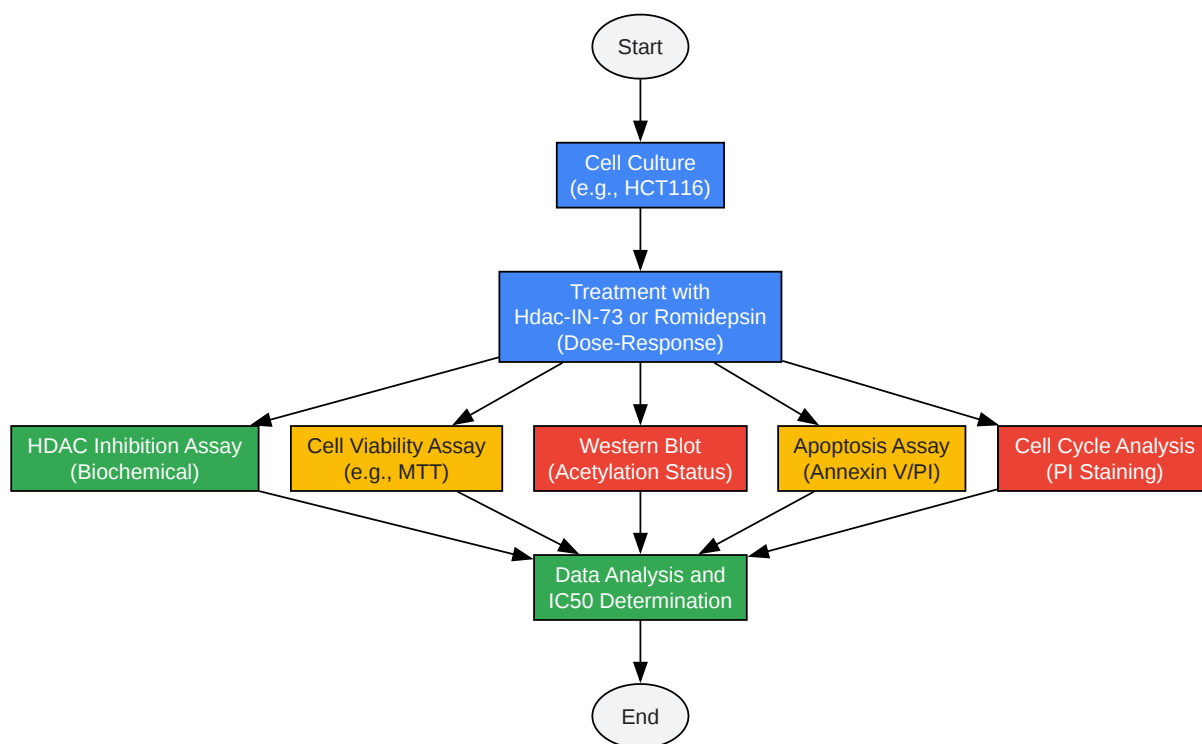 Start
Cell Culture
(e.g., HCT116)
Treatment with
Hdac-IN-73 or Romidepsin
(Dose-Response)
HDAC Inhibition Assay
(Biochemical)
Cell Viability Assay
(e.g., MTT)
Western Blot
(Acetylation Status)
Apoptosis Assay
(Annexin V/PI)
Cell Cycle Analysis
(PI Staining)
Data Analysis and
IC50 Determination
End